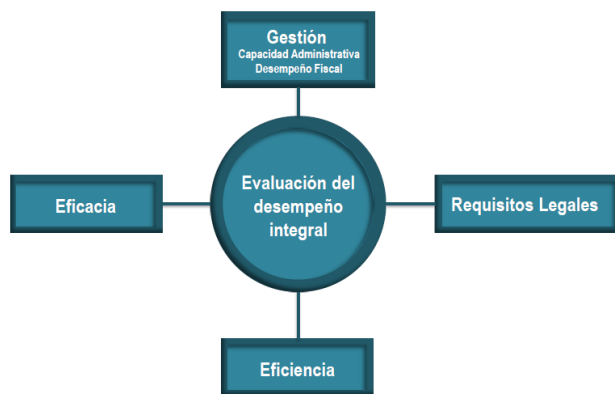 Gestión
Capacidad Administrativa
Desempeño Fiscal
Eficacia
Evaluación del
desempeño
integral
Requisitos Legales
Eficiencia